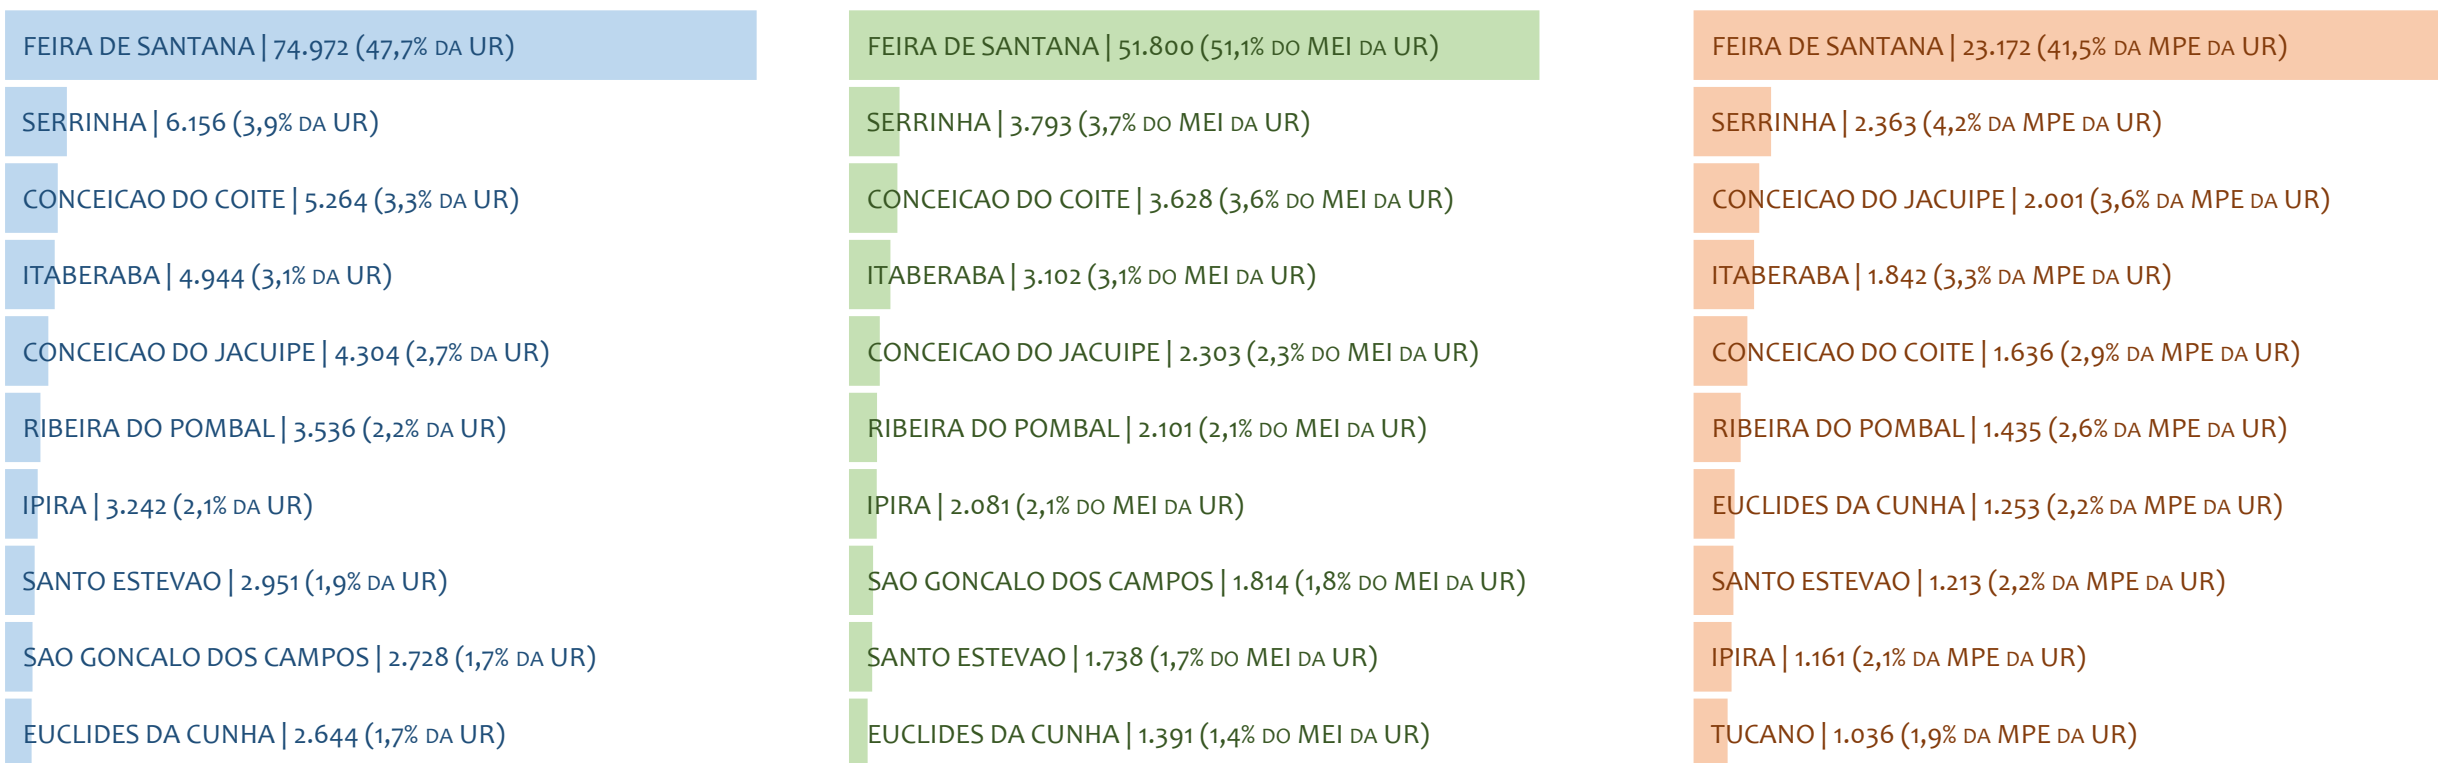 FEIRA DE SANTANA | 74.972 (47,7% DA UR)
SERRINHA | 6.156 (3,9% DA UR)
CONCEICAO DO COITE | 5.264 (3,3% DA UR)
ITABERABA | 4.944 (3,1% DA UR)
CONCEICAO DO JACUIPE | 4.304 (2,7% DA UR)
RIBEIRA DO POMBAL | 3.536 (2,2% DA UR)
IPIRA | 3.242 (2,1% DA UR)
SANTO ESTEVAO | 2.951 (1,9% DA UR)
SAO GONCALO DOS CAMPOS | 2.728 (1,7% DA UR)
EUCLIDES DA CUNHA | 2.644 (1,7% DA UR)
FEIRA DE SANTANA | 51.800 (51,1% DO MEI DA UR)
SERRINHA | 3.793 (3,7% DO MEI DA UR)
CONCEICAO DO COITE | 3.628 (3,6% DO MEI DA UR)
ITABERABA | 3.102 (3,1% DO MEI DA UR)
CONCEICAO DO JACUIPE | 2.303 (2,3% DO MEI DA UR)
RIBEIRA DO POMBAL | 2.101 (2,1% DO MEI DA UR)
IPIRA | 2.081 (2,1% DO MEI DA UR)
SAO GONCALO DOS CAMPOS | 1.814 (1,8% DO MEI DA UR)
SANTO ESTEVAO | 1.738 (1,7% DO MEI DA UR)
EUCLIDES DA CUNHA | 1.391 (1,4% DO MEI DA UR)
FEIRA DE SANTANA | 23.172 (41,5% DA MPE DA UR)
SERRINHA | 2.363 (4,2% DA MPE DA UR)
CONCEICAO DO JACUIPE | 2.001 (3,6% DA MPE DA UR)
ITABERABA | 1.842 (3,3% DA MPE DA UR)
CONCEICAO DO COITE | 1.636 (2,9% DA MPE DA UR)
RIBEIRA DO POMBAL | 1.435 (2,6% DA MPE DA UR)
EUCLIDES DA CUNHA | 1.253 (2,2% DA MPE DA UR)
SANTO ESTEVAO | 1.213 (2,2% DA MPE DA UR)
IPIRA | 1.161 (2,1% DA MPE DA UR)
TUCANO | 1.036 (1,9% DA MPE DA UR)